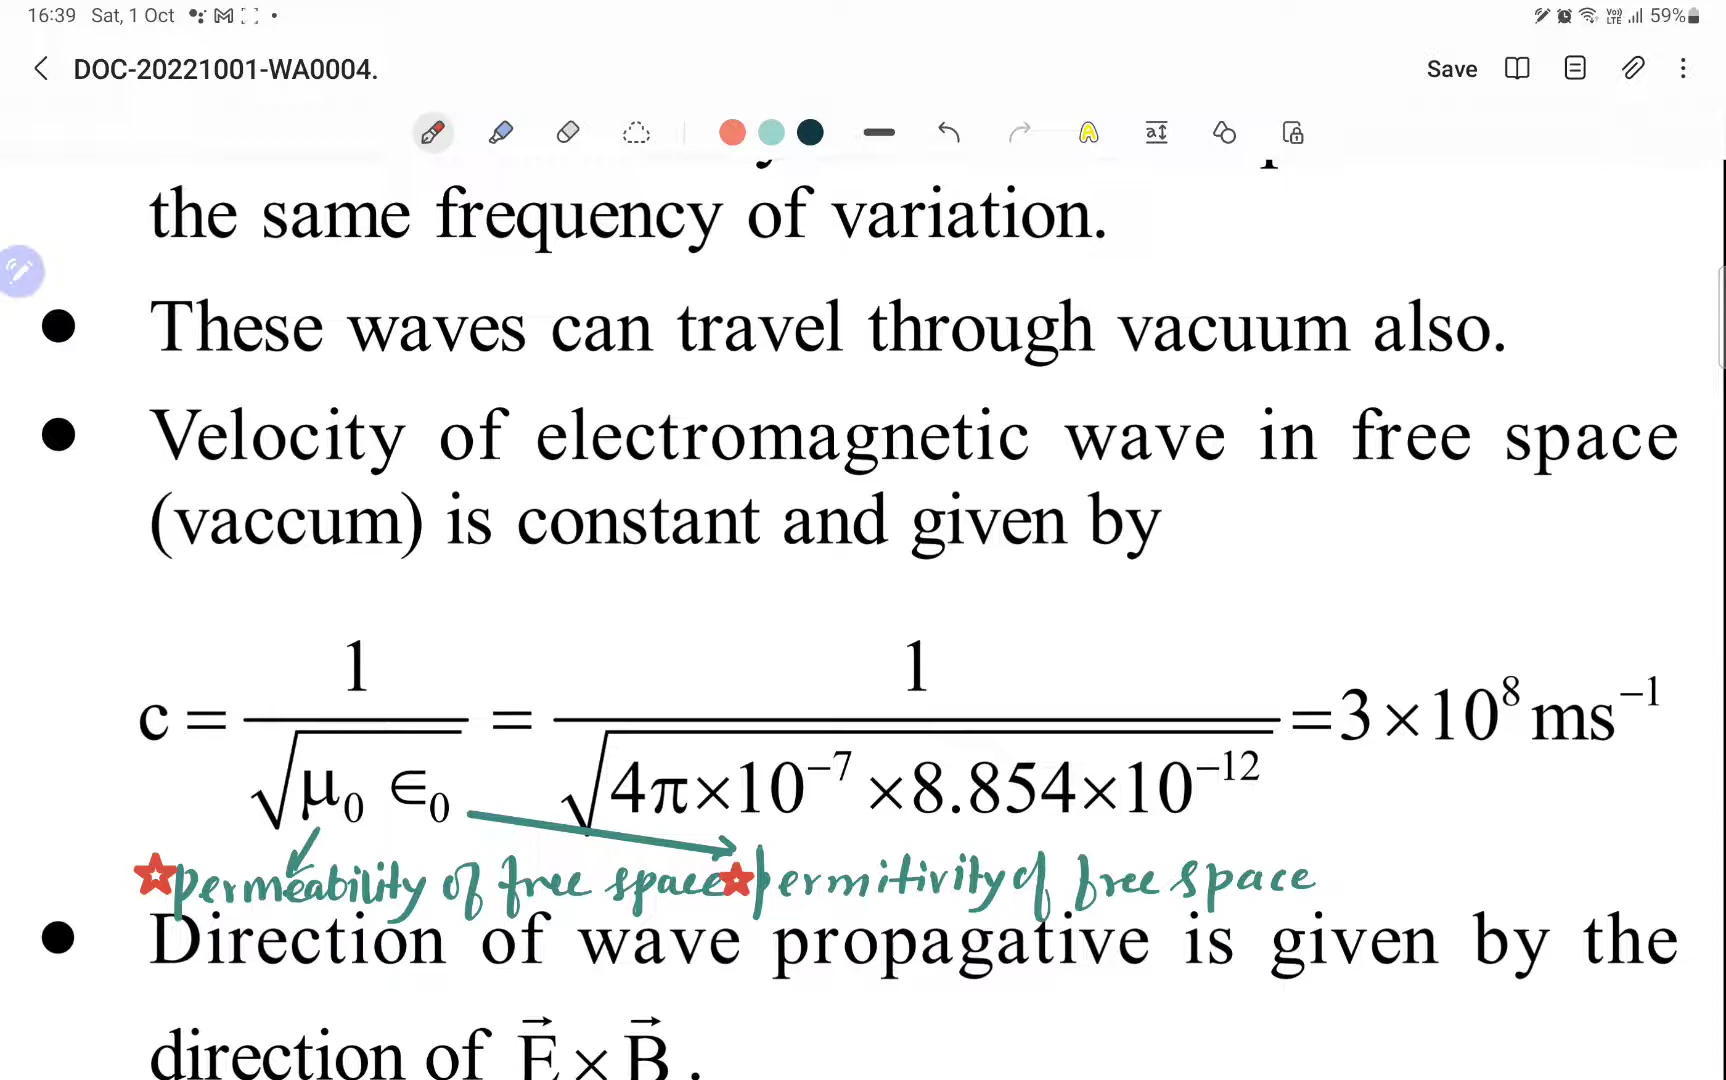 16:39 Sat, 1 Oct
59%
DOC-20221001-WA0004.
Save
the same frequency of variation.
● These waves can travel through vacuum also.
● Velocity of electromagnetic wave in free space
(vaccum) is constant and given by
c = 1/√(μ₀ ∈₀) = 1/√(4π×10⁻⁷ ×8.854×10⁻¹²) = 3×10⁸ ms⁻¹
permeability of free space permitivity of free space
● Direction of wave propagative is given by the
direction of E⃗ × B⃗ .